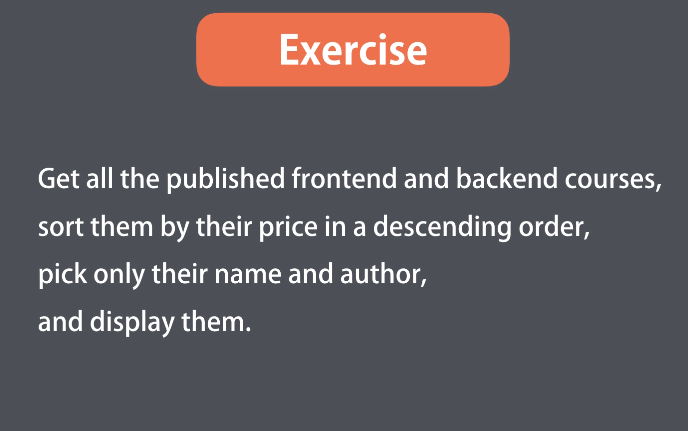 Exercise
Get all the published frontend and backend courses,
sort them by their price in a descending order,
pick only their name and author,
and display them.